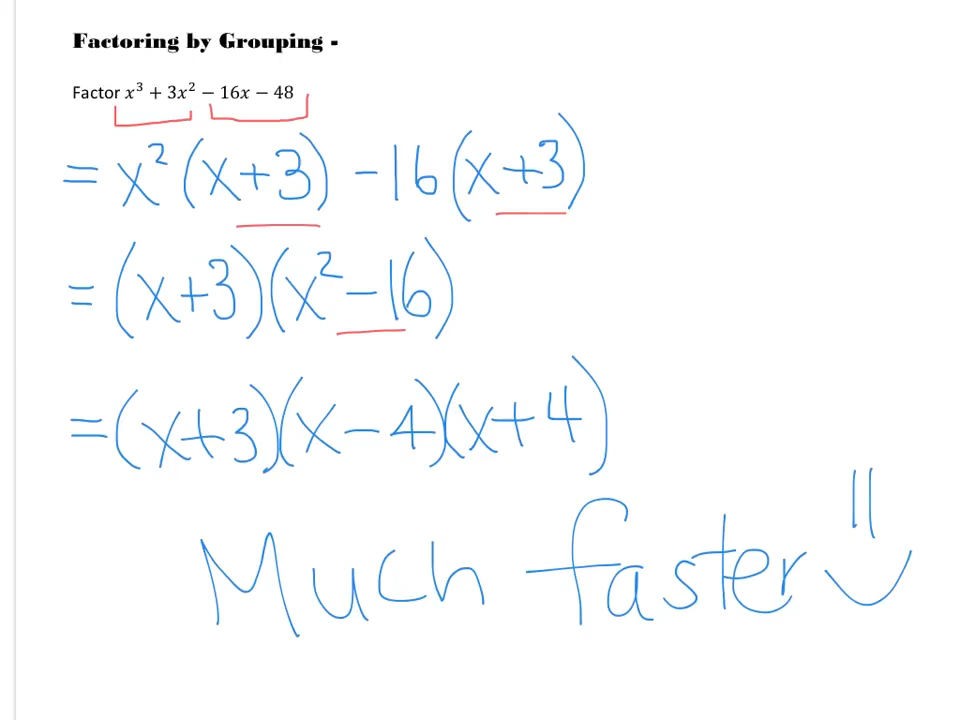 Factoring by Grouping -
Factor x³ + 3x² − 16x − 48
= x²(x+3) −16(x+3)
= (x+3)(x²−16)
=(x+3)(x−4)(x+4)
Much faster